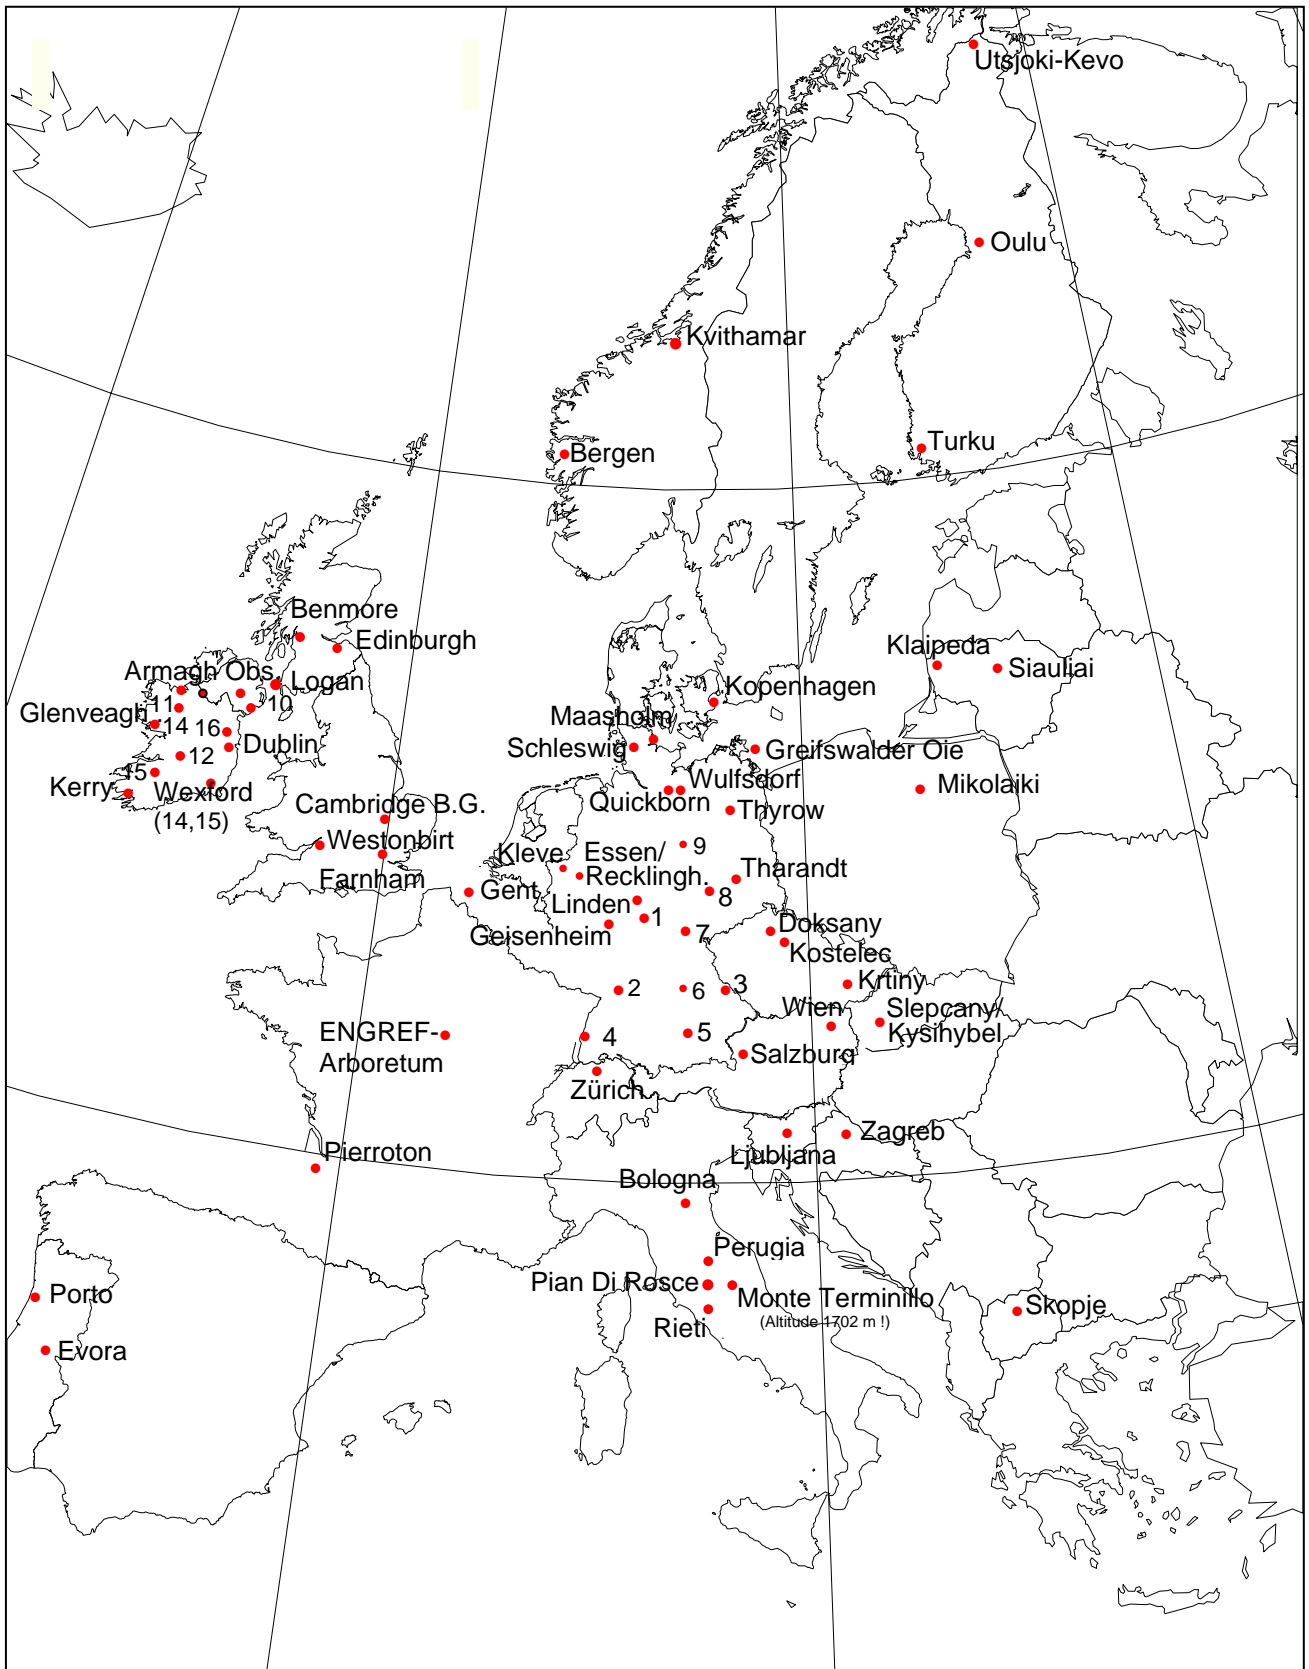 Utsjoki-Kevo
Oulu
Kvithamar
Turku
Bergen
Benmore
Edinburgh
Klaipeda
Siauliai
Armagh Obs.
9
Logan
Kopenhagen
11
10
Glenveagh
14
16
Maasholm
Dublin
Schleswig
Greifswalder Oie
12
15
Kerry
Wexford
(14,15)
Wulfsdorf
Mikolaiki
Quickborn
Cambridge B.G.
Thyrow
Westonbirt
9
Kleve
Essen/
Recklingh.
Tharandt
Farnham
Gent
8
Linden
1
Geisenheim
7
Doksany
Kostelec
2
6
3
Krtiny
Wien
Slepcany/
Kysihybel
ENGREF-
Arboretum
4
5
Salzburg
Zürich
Zagreb
Ljubljana
Pierroton
Bologna
Perugia
Pian Di Rosce
Porto
Monte Terminillo
(Altitude 1702 m !)
Skopje
Rieti
Evora